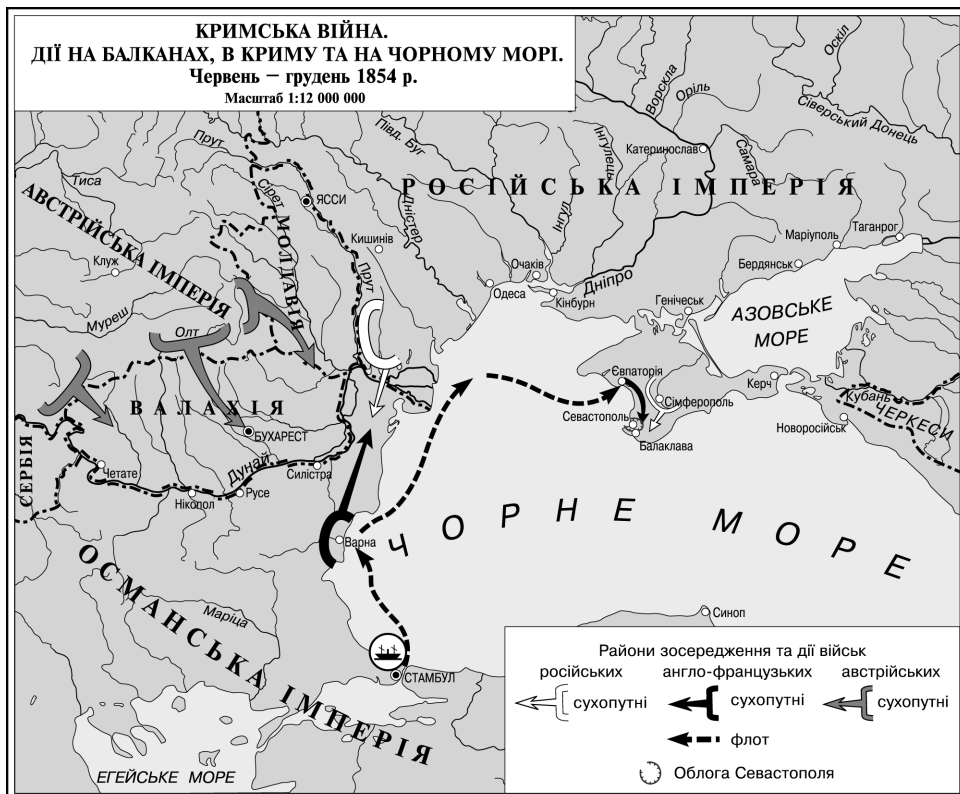 КРИМСЬКА ВІЙНА.
ДІЇ НА БАЛКАНАХ, В КРИМУ ТА НА ЧОРНОМУ МОРІ.
Червень – грудень 1854 р.
Масштаб 1:12 000 000
Оскіл
Ворскла
Оріль
Сіверський Донець
Прут
Півд. Буг
Інгулець
Катеринослав
Самара
Тиса
Сірет
ЯССИ
РОСІЙСЬКА ІМПЕРІЯ
АВСТРІЙСЬКА ІМПЕРІЯ
МОЛДАВІЯ
Дністер
Інгул
Кишинів
Таганрог
Маріуполь
Клуж
Прут
Очаків
Дніпро
Бердянськ
Одеса
Кінбурн
Генічеськ
Муреш
Олт
АЗОВСЬКЕ
МОРЕ
Євпаторія
Керч
Сімферополь
Кубань
ЧЕРКЕСИ
ВАЛАХІЯ
Севастополь
Новоросійськ
БУХАРЕСТ
Балаклава
СЕРБІЯ
Дунай
Четате
Силістра
Нікопол
Русе
Варна
ЧОРНЕ МОРЕ
ОСМАНСЬКА ІМПЕРІЯ
Маріца
Синоп
СТАМБУЛ
ЕГЕЙСЬКЕ МОРЕ
Райони зосередження та дії військ
російських англо-французьких австрійських
сухопутні сухопутні сухопутні
флот
Облога Севастополя